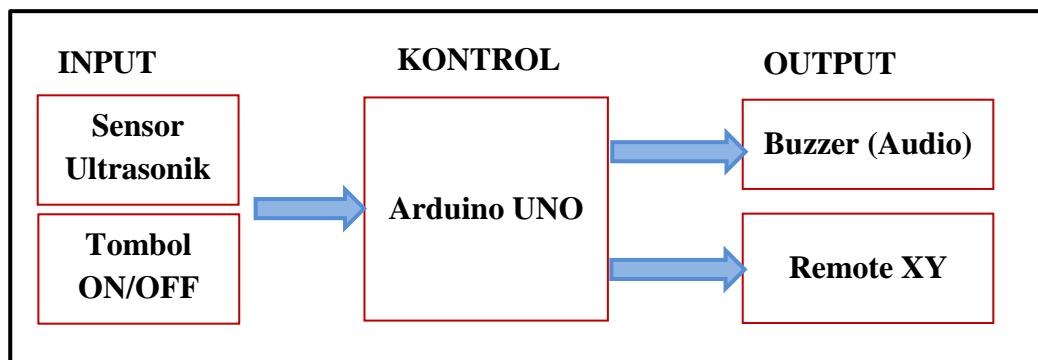 INPUT
Sensor
Ultrasonik
Tombol
ON/OFF
KONTROL
Arduino UNO
OUTPUT
Buzzer (Audio)
Remote XY